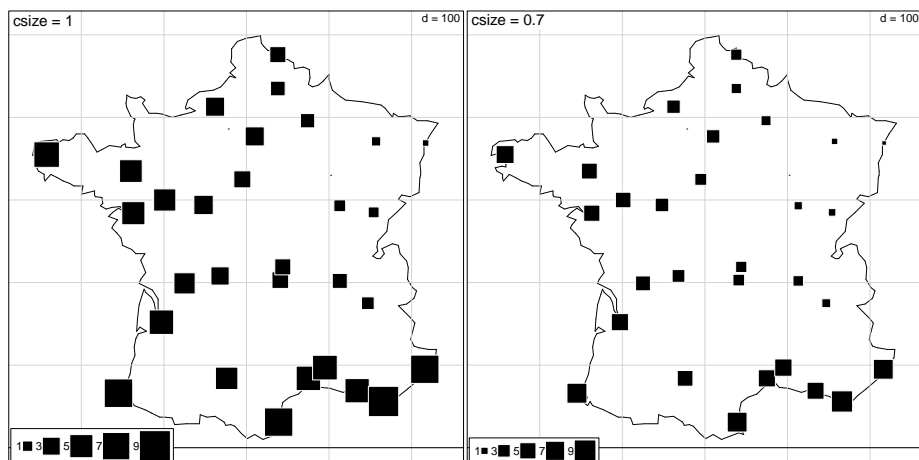 csize = 1
d = 100
1 3 5 7 9
csize = 0.7
d = 100
1 3 5 7 9